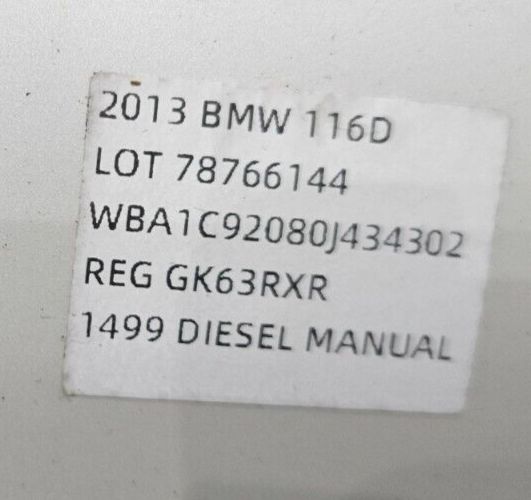 2013 BMW 116D
LOT 78766144
WBA1C92080J434302
REG GK63RXR
1499 DIESEL MANUAL